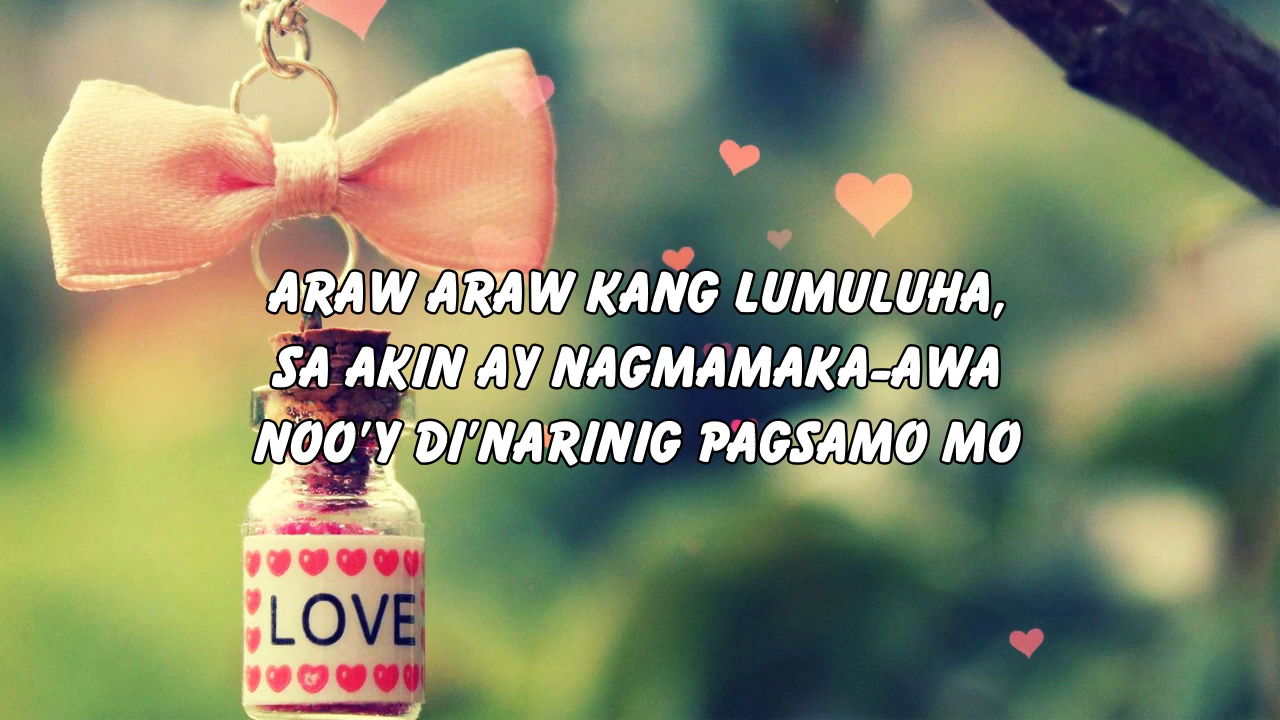 ARAW ARAW KANG LUMULUHA,
SA AKIN AY NAGMAMAKA-AWA
NOO'Y DI'NARINIG PAGSAMO MO
LOVE